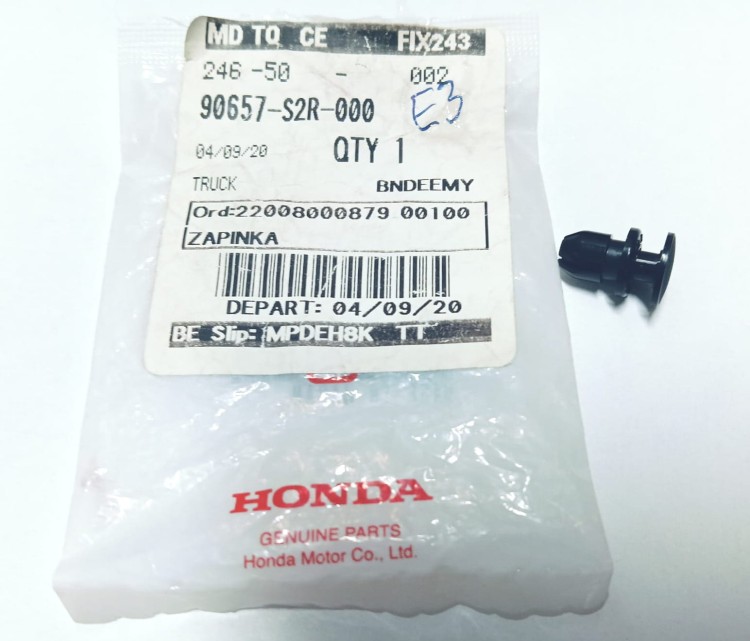 MD TQ CE FIX243
246 -50 - 002
90657-S2R-000 E3
04/09/20 QTY 1
TRUCK BNDEEMY
Ord:22008000879 00100
ZAPINKA
DEPART: 04/09/20
BE Slip: MPDEH8K TT
HONDA
GENUINE PARTS
Honda Motor Co., Ltd.